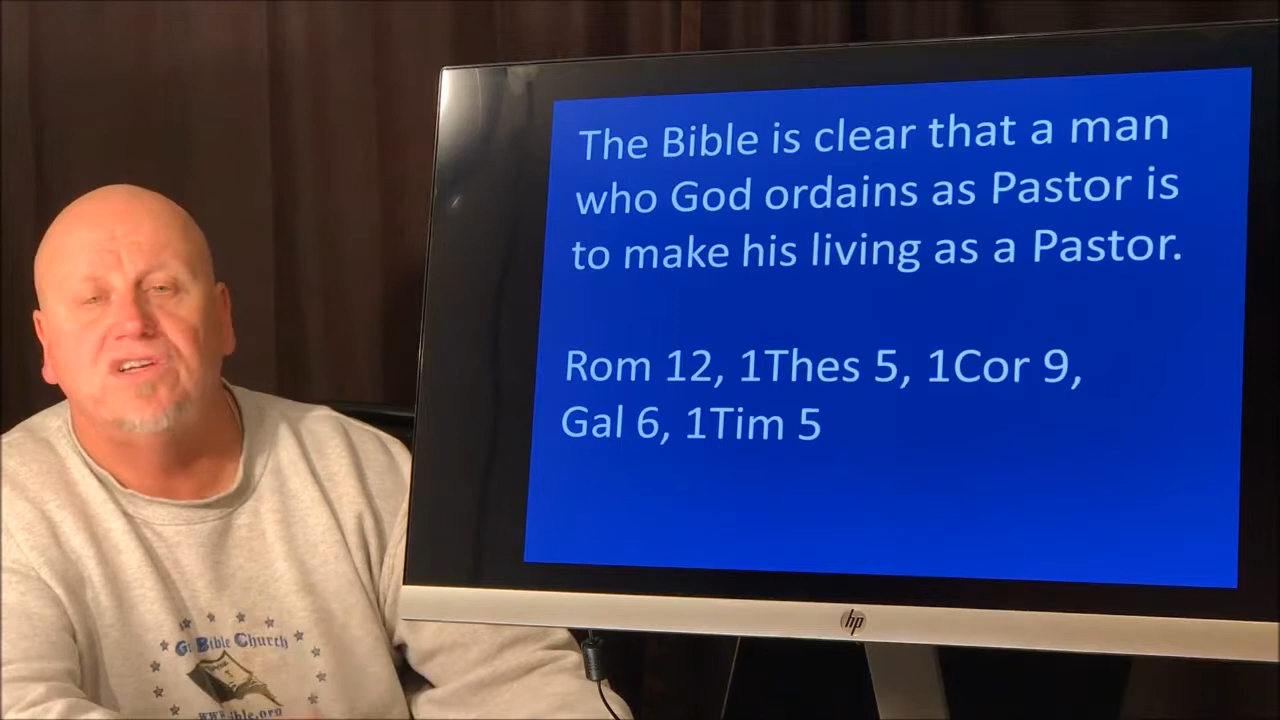 The Bible is clear that a man
who God ordains as Pastor is
to make his living as a Pastor.
Rom 12, 1Thes 5, 1Cor 9,
Gal 6, 1Tim 5
hp
Bible Church